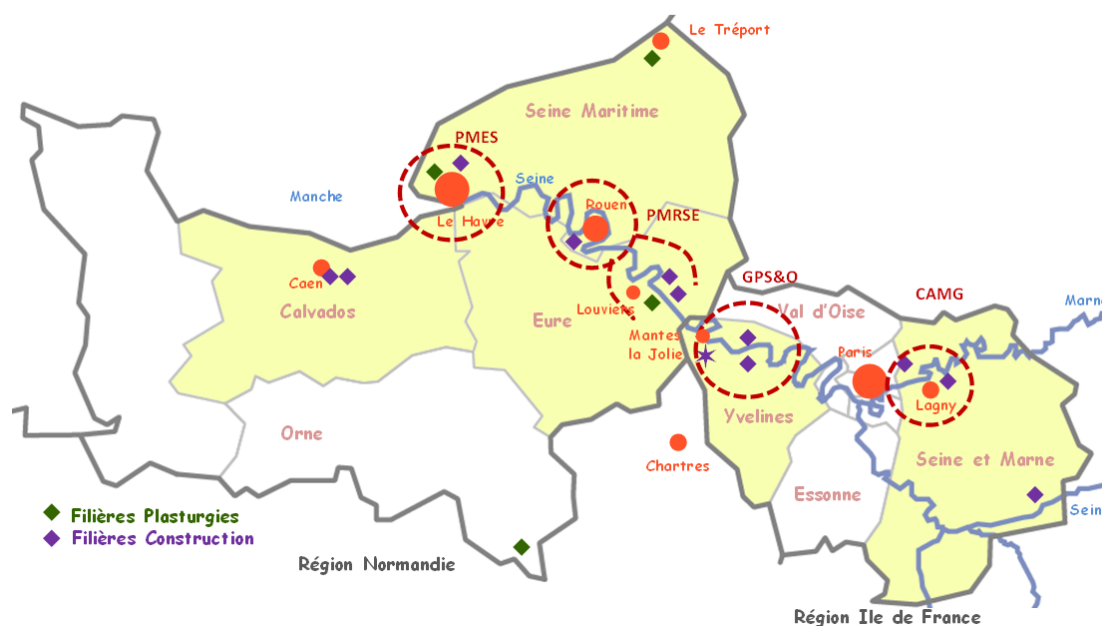 Le Tréport
Seine Maritime
PMES
Seine
Manche
Rouen
PMRSE
Le Havre
Caen
GPS&O
CAMG
Marne
Louviers
Calvados
Eure
Val d'Oise
Mantes
la Jolie
Paris
Lagny
Yvelines
Orne
Chartres
Seine et Marne
Essonne
Sein
Filières Plasturgies
Filières Construction
Région Normandie
Région Ile de France